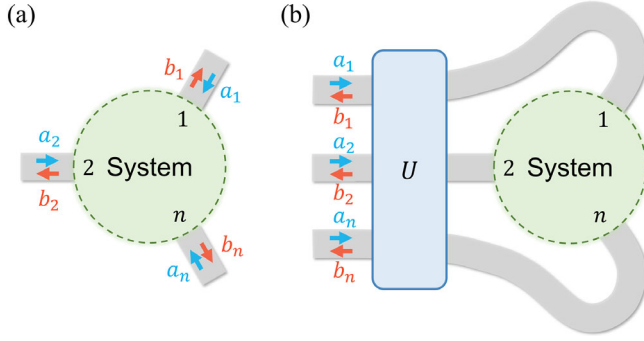 (a)
b₁
a₁
1
a₂
2 System
b₂
n
bₙ
aₙ
(b)
a₁
b₁
1
a₂
U
2 System
b₂
aₙ
n
bₙ